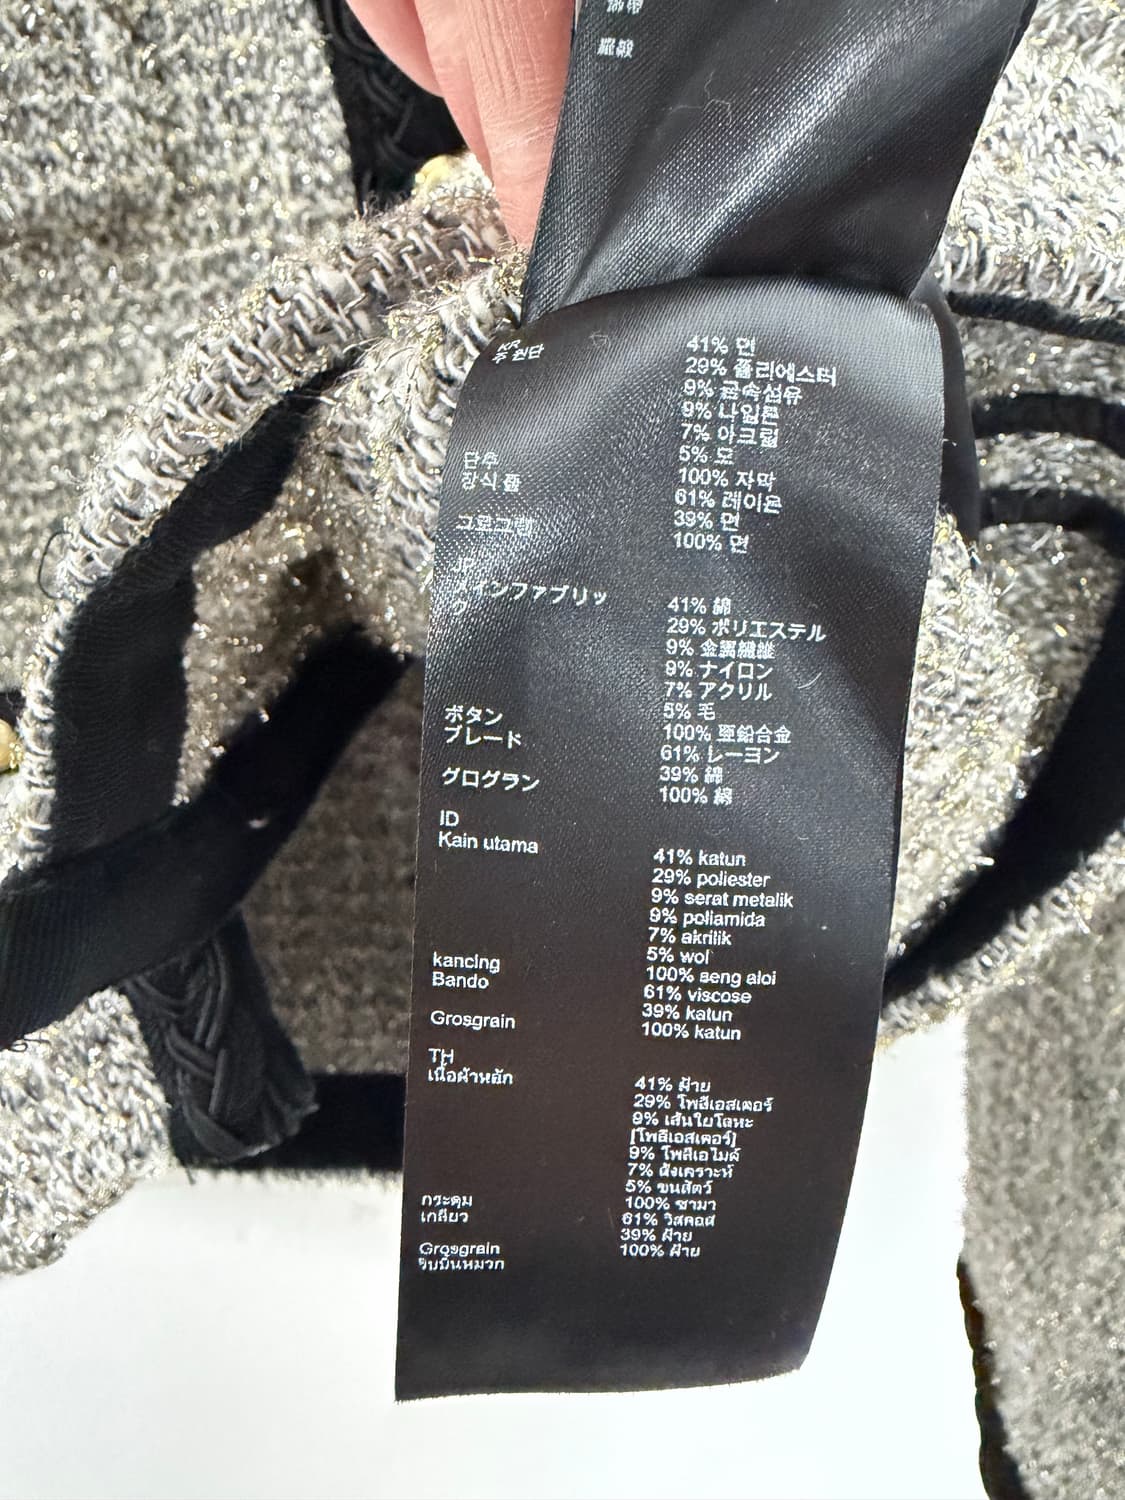 KR
주 원단
41% 면
29% 폴리에스터
9% 금속섬유
9% 나일론
7% 아크릴
5% 모
단추
100% 자막
장식품
61% 레이온
39% 면
그로그랭
100% 면
JP
メインファブリッ
ク
41% 綿
29% ポリエステル
9% 金属繊維
9% ナイロン
7% アクリル
5% 毛
ボタン
100% 亜鉛合金
ブレード
61% レーヨン
39% 綿
グログラン
100% 綿
ID
Kain utama
41% katun
29% poliester
9% serat metalik
9% poliamida
7% akrilik
5% wol
kancing
100% seng aloi
Bando
61% viscose
39% katun
Grosgrain
100% katun
TH
เนื้อผ้าหลัก
41% ฝ้าย
29% โพลีเอสเตอร์
9% เส้นใยโลหะ
[โพลีเอสเตอร์]
9% โพลีเอไมด์
7% สังเคราะห์
5% ขนสัตว์
กระดุม
100% ซามา
เกลียว
61% วิสคอส
39% ฝ้าย
Grosgrain
100% ฝ้าย
ริบบิ้นหมวก